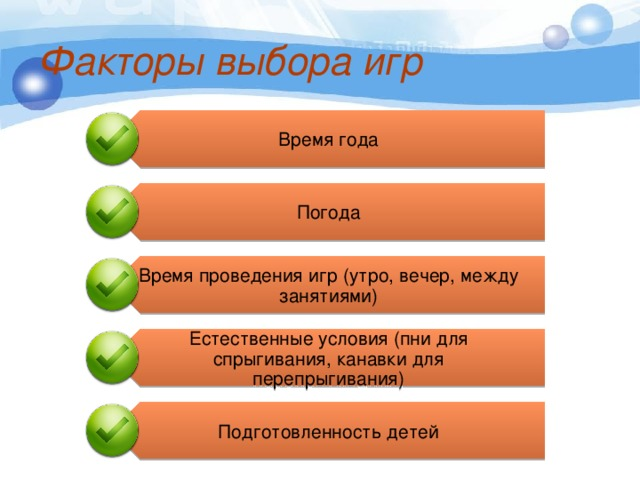 Факторы выбора игр
Время года
Погода
Время проведения игр (утро, вечер, между
занятиями)
Естественные условия (пни для
спрыгивания, канавки для
перепрыгивания)
Подготовленность детей